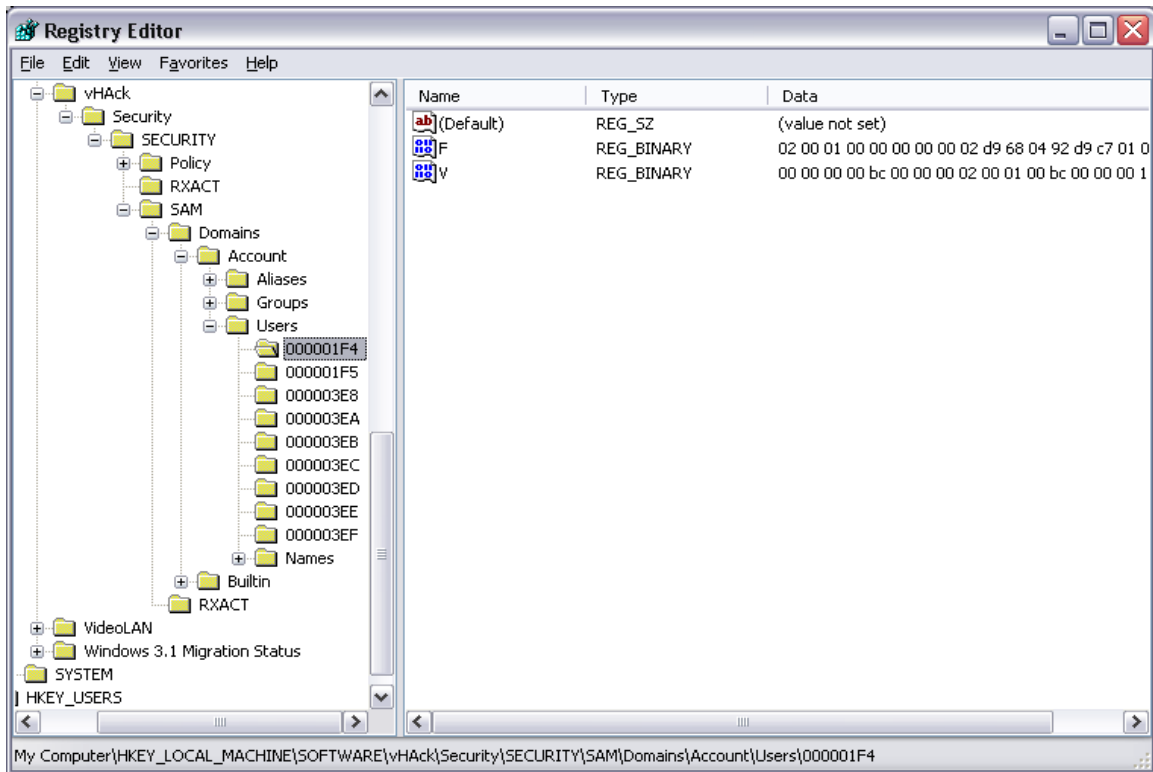 Registry Editor
File Edit View Favorites Help
vHAck
Security
SECURITY
Policy
RXACT
SAM
Domains
Account
Aliases
Groups
Users
000001F4
000001F5
000003E8
000003EA
000003EB
000003EC
000003ED
000003EE
000003EF
Names
Builtin
RXACT
VideoLAN
Windows 3.1 Migration Status
SYSTEM
HKEY_USERS
Name Type Data
(Default) REG_SZ (value not set)
F REG_BINARY 02 00 01 00 00 00 00 00 02 d9 68 04 92 d9 c7 01 0
V REG_BINARY 00 00 00 00 bc 00 00 00 02 00 01 00 bc 00 00 00 1
My Computer\HKEY_LOCAL_MACHINE\SOFTWARE\vHAck\Security\SECURITY\SAM\Domains\Account\Users\000001F4